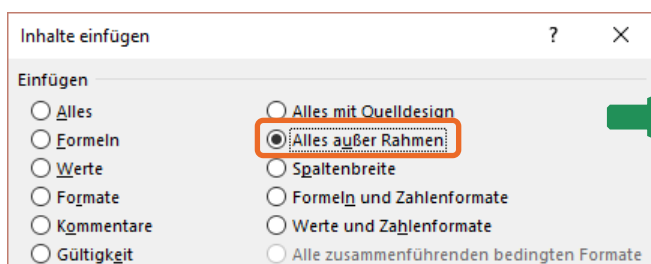 Inhalte einfügen ? ×
Einfügen
Alles
Alles mit Quelldesign
Formeln
Alles außer Rahmen
Werte
Spaltenbreite
Formate
Formeln und Zahlenformate
Kommentare
Werte und Zahlenformate
Gültigkeit
Alle zusammenführenden bedingten Formate